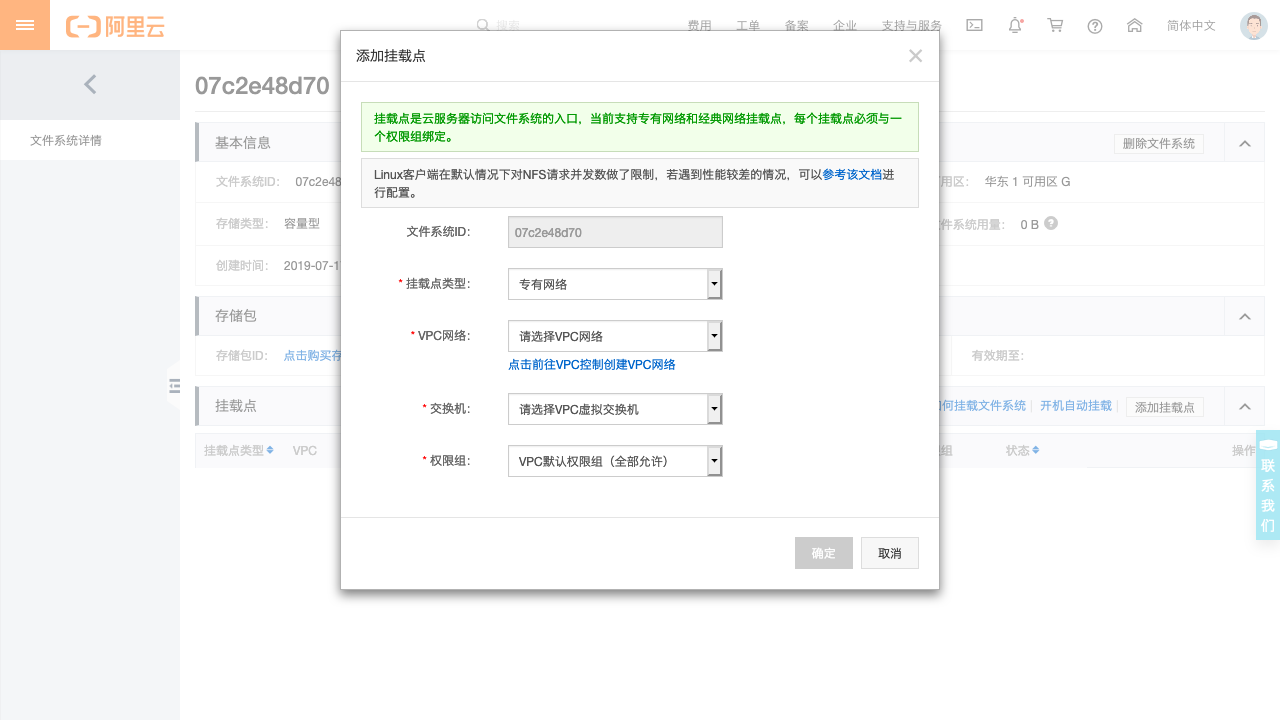 阿里云
搜索
费用
工单
备案
企业
支持与服务
简体中文
文件系统详情
07c2e48d70
基本信息
删除文件系统
文件系统ID:
07c2e48
用区:
华东 1 可用区 G
存储类型:
容量型
件系统用量:
0 B
创建时间:
2019-07-1
存储包
存储包ID:
点击购买存
有效期至:
挂载点
如何挂载文件系统
开机自动挂载
添加挂载点
挂载点类型
VPC
组
状态
操作
联系我们
添加挂载点
挂载点是云服务器访问文件系统的入口，当前支持专有网络和经典网络挂载点，每个挂载点必须与一
个权限组绑定。
Linux客户端在默认情况下对NFS请求并发数做了限制，若遇到性能较差的情况，可以参考该文档进
行配置。
文件系统ID:
07c2e48d70
* 挂载点类型:
专有网络
* VPC网络:
请选择VPC网络
点击前往VPC控制创建VPC网络
* 交换机:
请选择VPC虚拟交换机
* 权限组:
VPC默认权限组（全部允许）
确定
取消